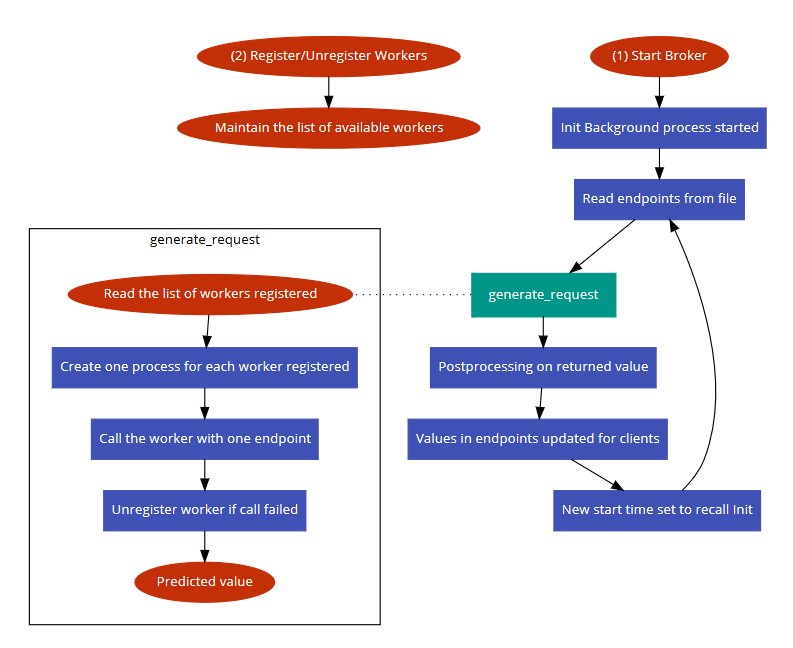 (2) Register/Unregister Workers
(1) Start Broker
Maintain the list of available workers
Init Background process started
Read endpoints from file
generate_request
Read the list of workers registered
generate_request
Create one process for each worker registered
Postprocessing on returned value
Call the worker with one endpoint
Values in endpoints updated for clients
Unregister worker if call failed
New start time set to recall Init
Predicted value